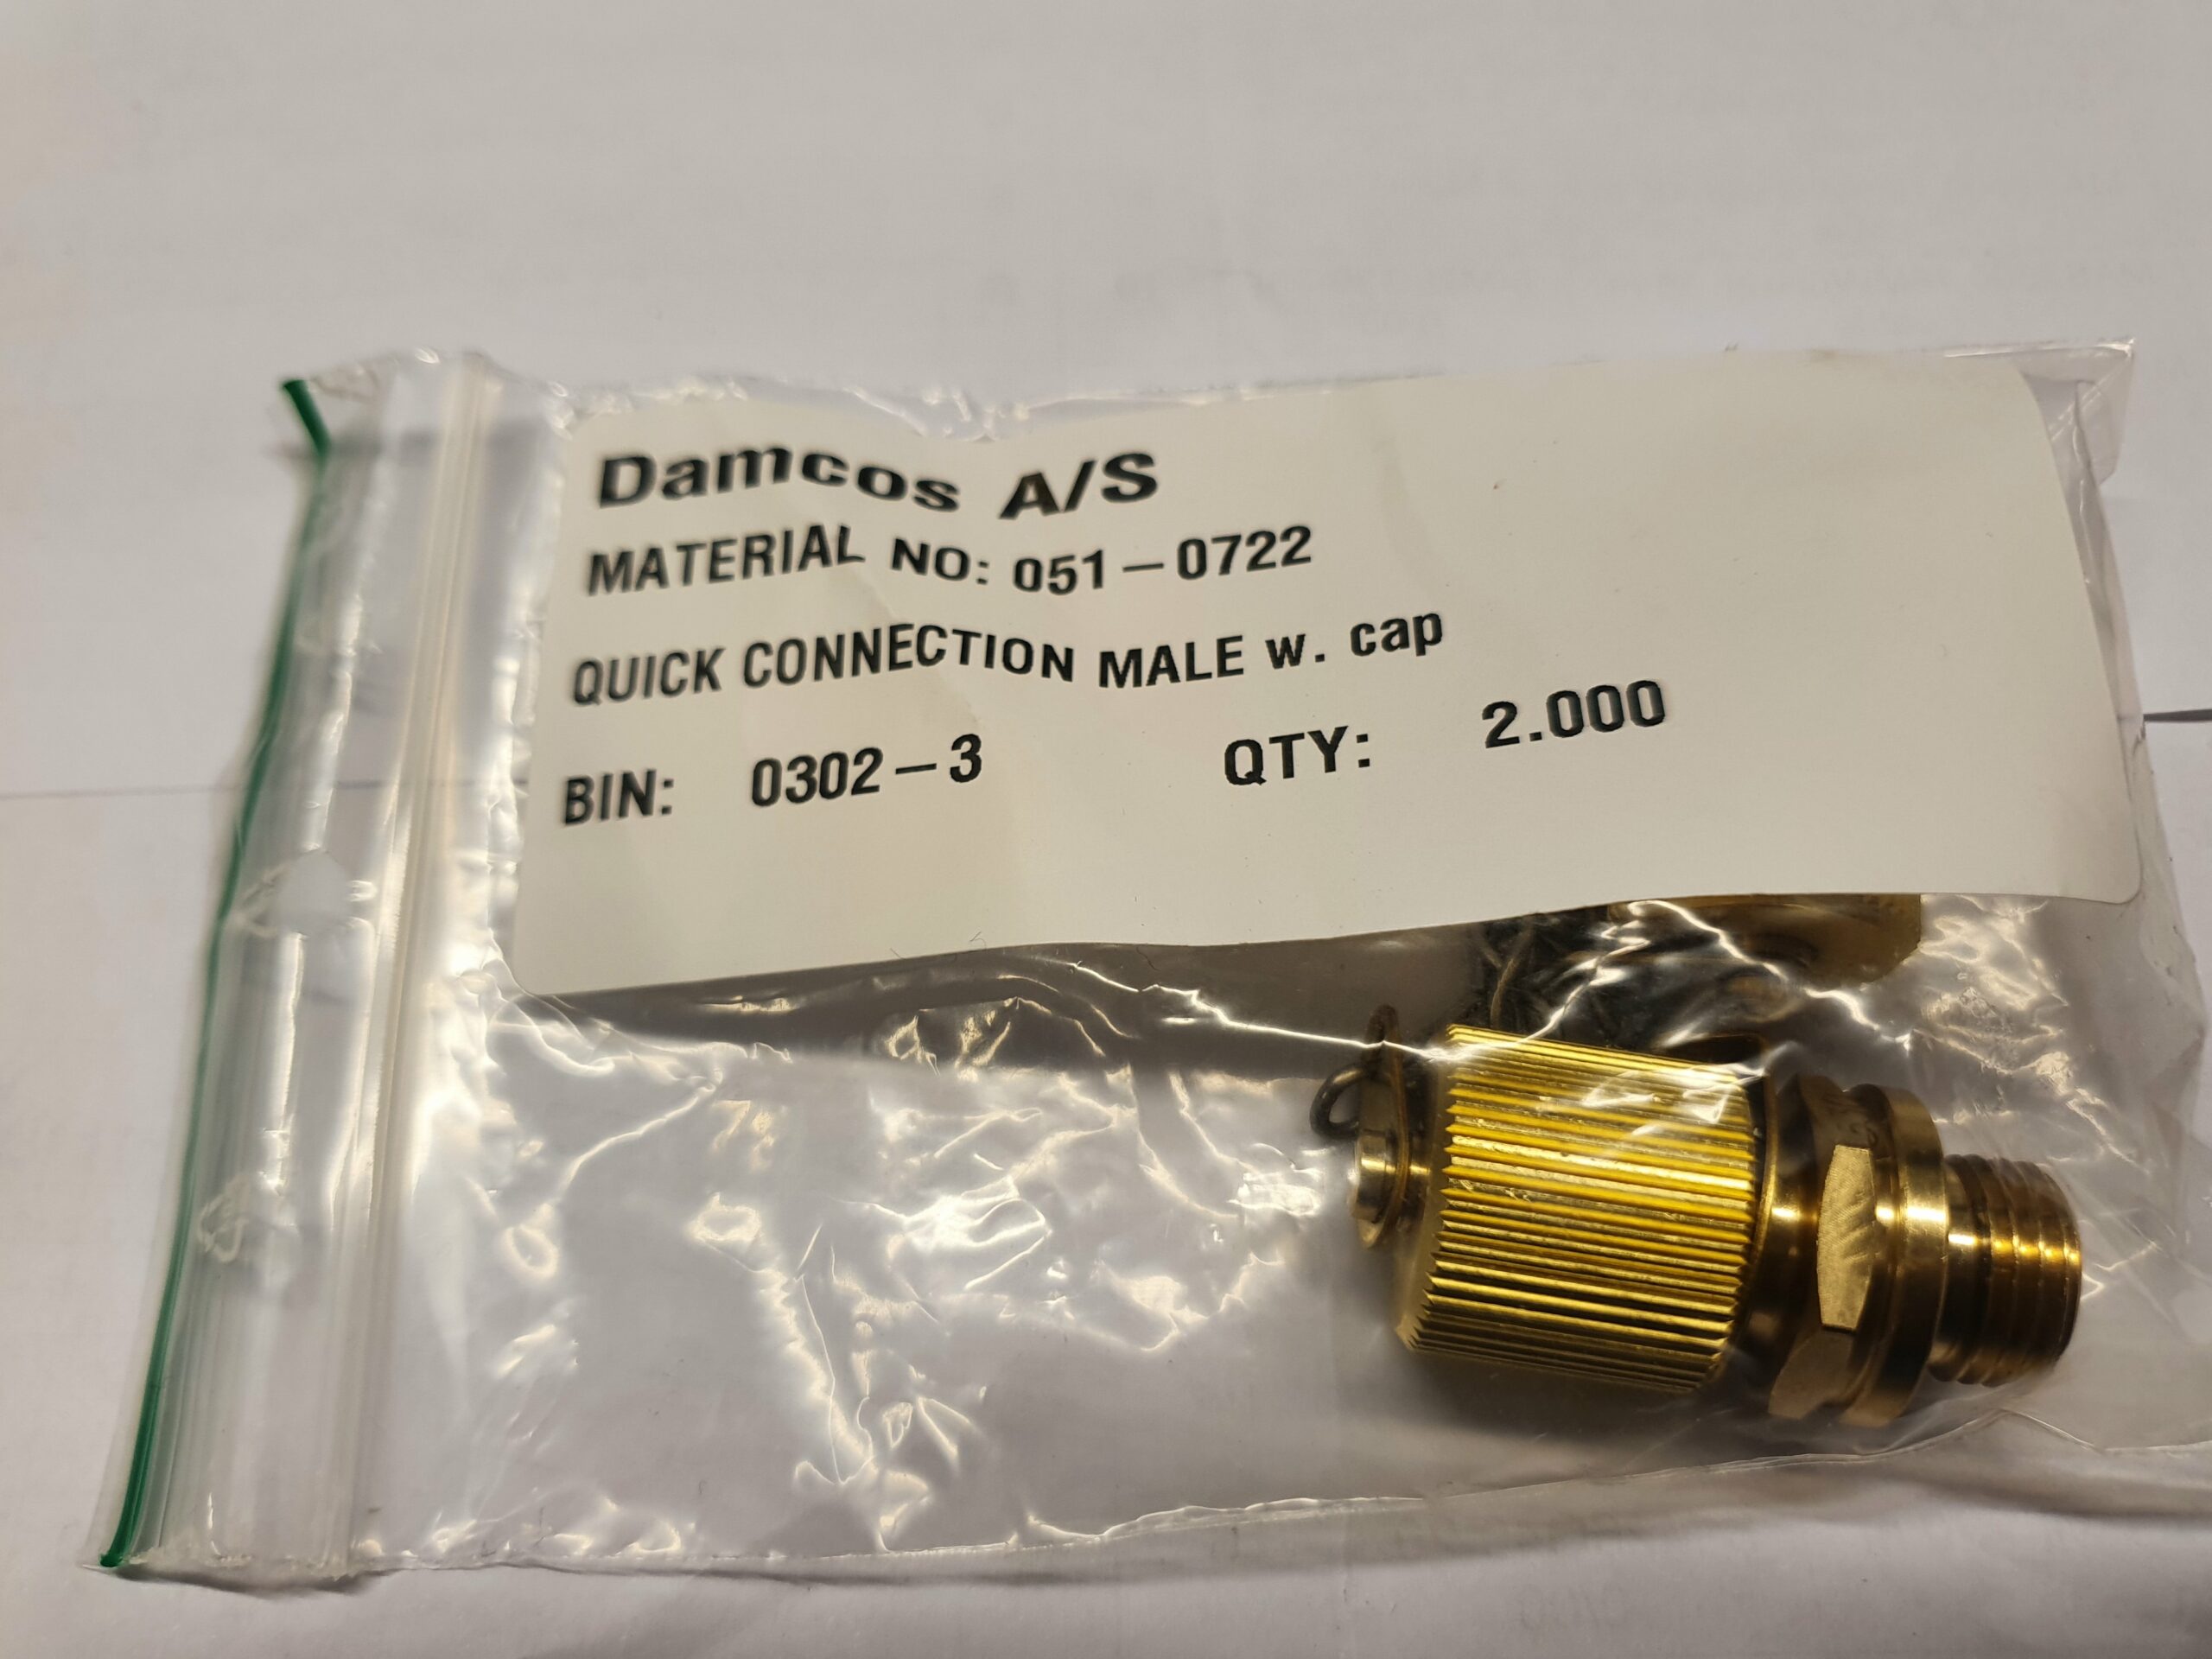 Damcos A/S
MATERIAL NO: 051-0722
QUICK CONNECTION MALE w. cap
BIN: 0302-3 QTY: 2.000